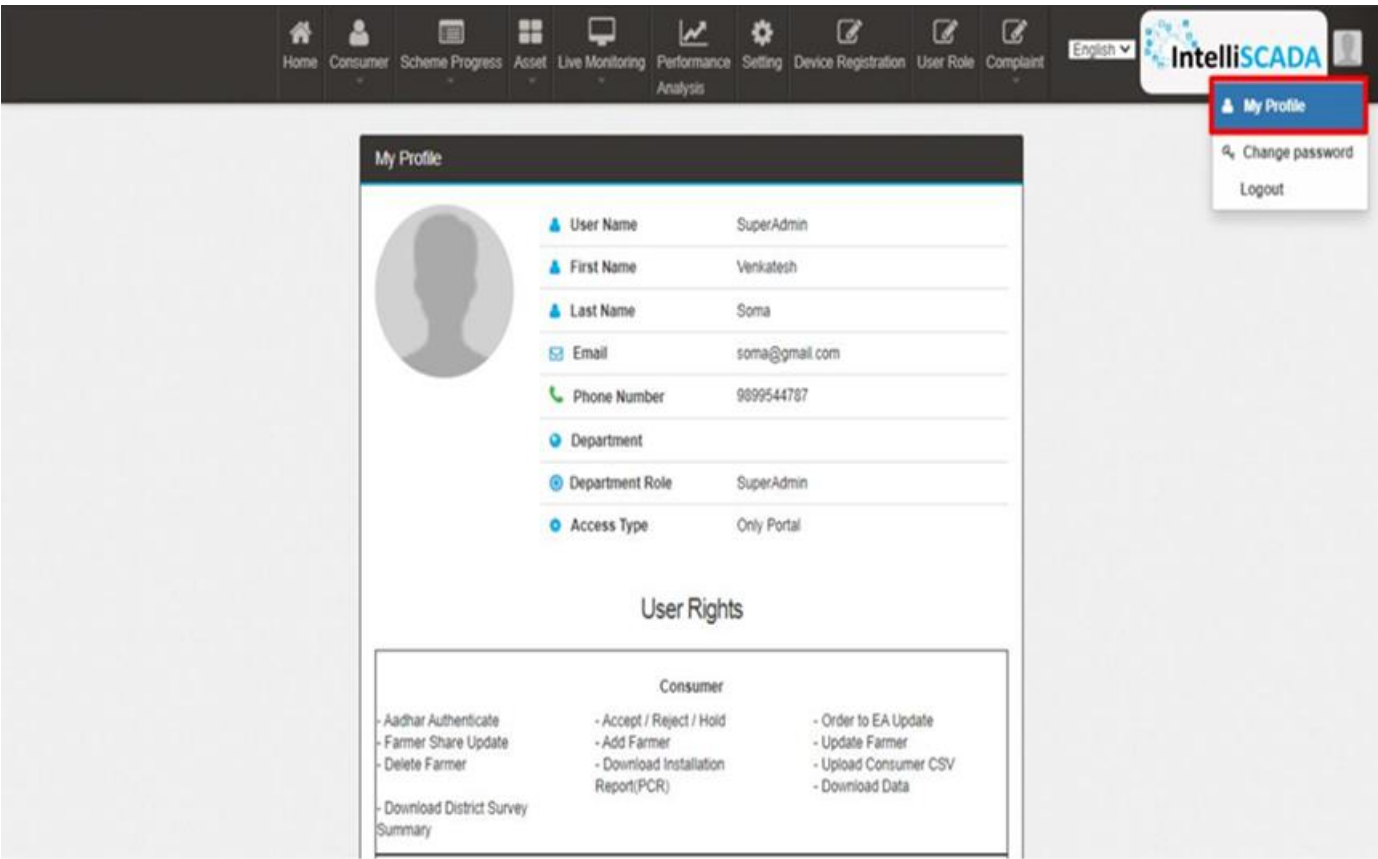 Home Consumer Scheme Progress Asset Live Monitoring Performance Setting Device Registration User Role Complaint English IntelliSCADA
Analysis
My Profile
Change password
Logout
My Profile
User Name SuperAdmin
First Name Venkatesh
Last Name Soma
Email soma@gmail.com
Phone Number 9899544787
Department
Department Role SuperAdmin
Access Type Only Portal
User Rights
Consumer
- Aadhar Authenticate - Accept / Reject / Hold - Order to EA Update
- Farmer Share Update - Add Farmer - Update Farmer
- Delete Farmer - Download Installation - Upload Consumer CSV
Report(PCR) - Download Data
- Download District Survey
Summary